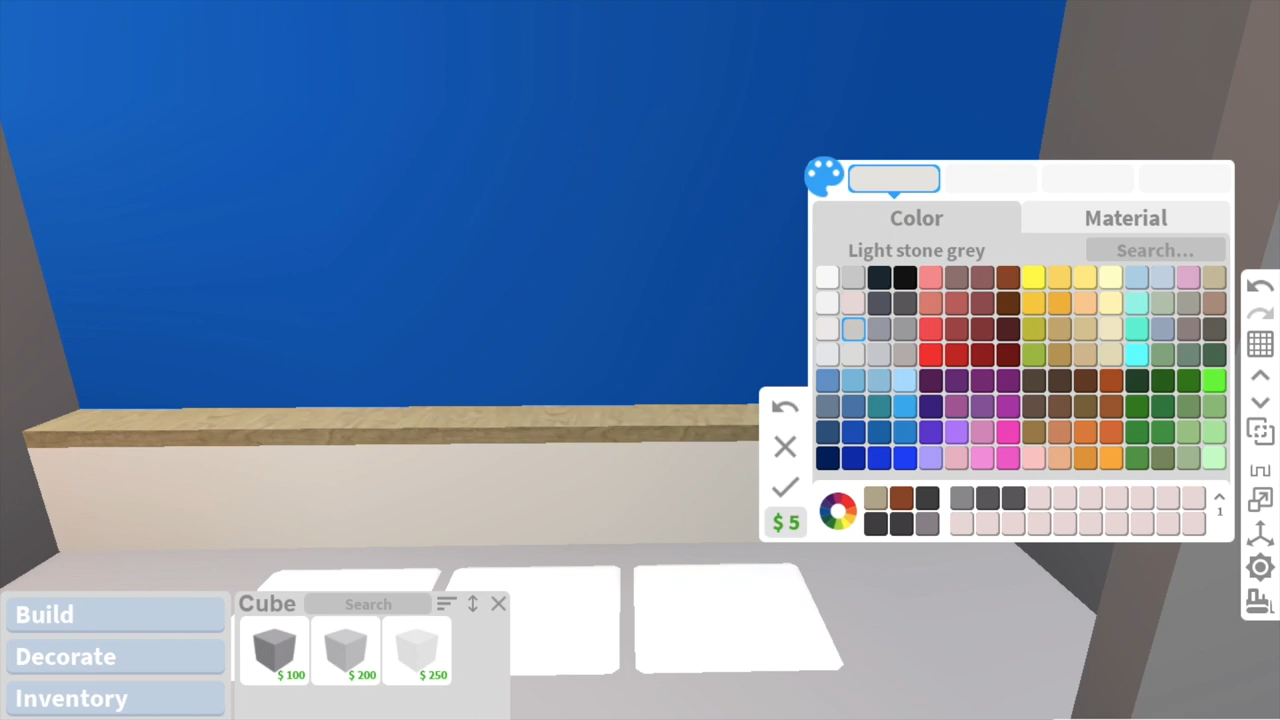 Color
Material
Light stone grey
Search...
$ 5
1
Build
Decorate
Inventory
Cube
Search
$ 100
$ 200
$ 250